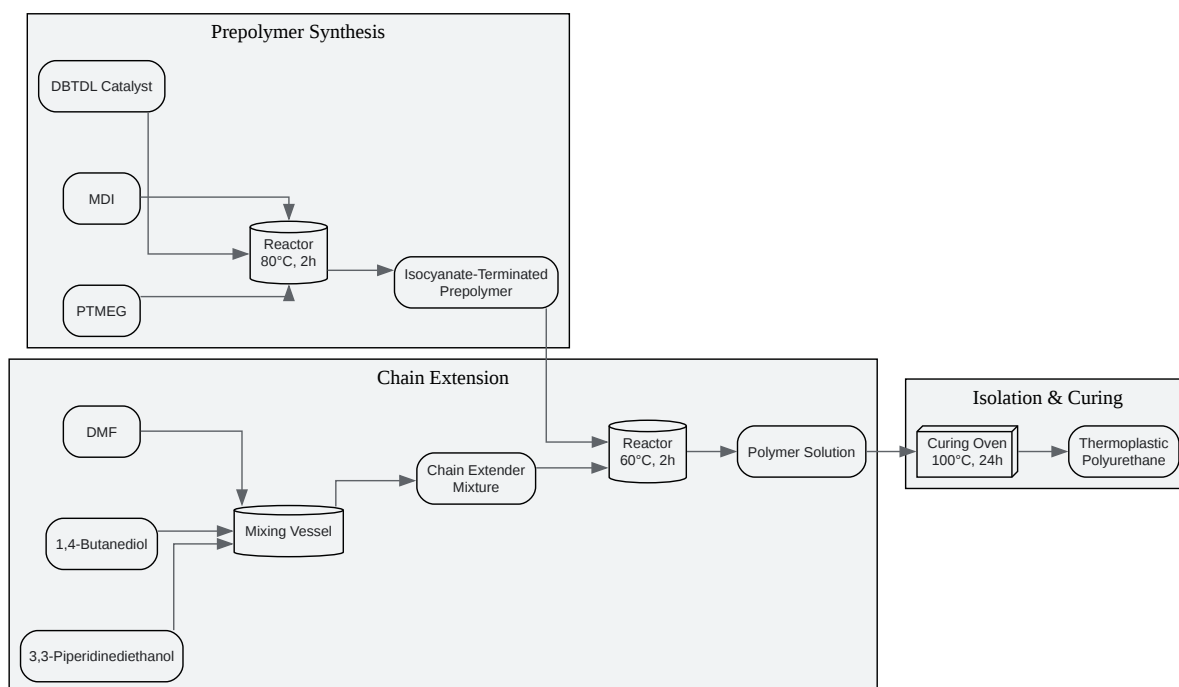 Prepolymer Synthesis
DBTDL Catalyst
MDI
Reactor
80°C, 2h
Isocyanate-Terminated
Prepolymer
PTMEG
Chain Extension
DMF
1,4-Butanediol
3,3-Piperidinediethanol
Mixing Vessel
Chain Extender
Mixture
Reactor
60°C, 2h
Polymer Solution
Isolation & Curing
Curing Oven
100°C, 24h
Thermoplastic
Polyurethane